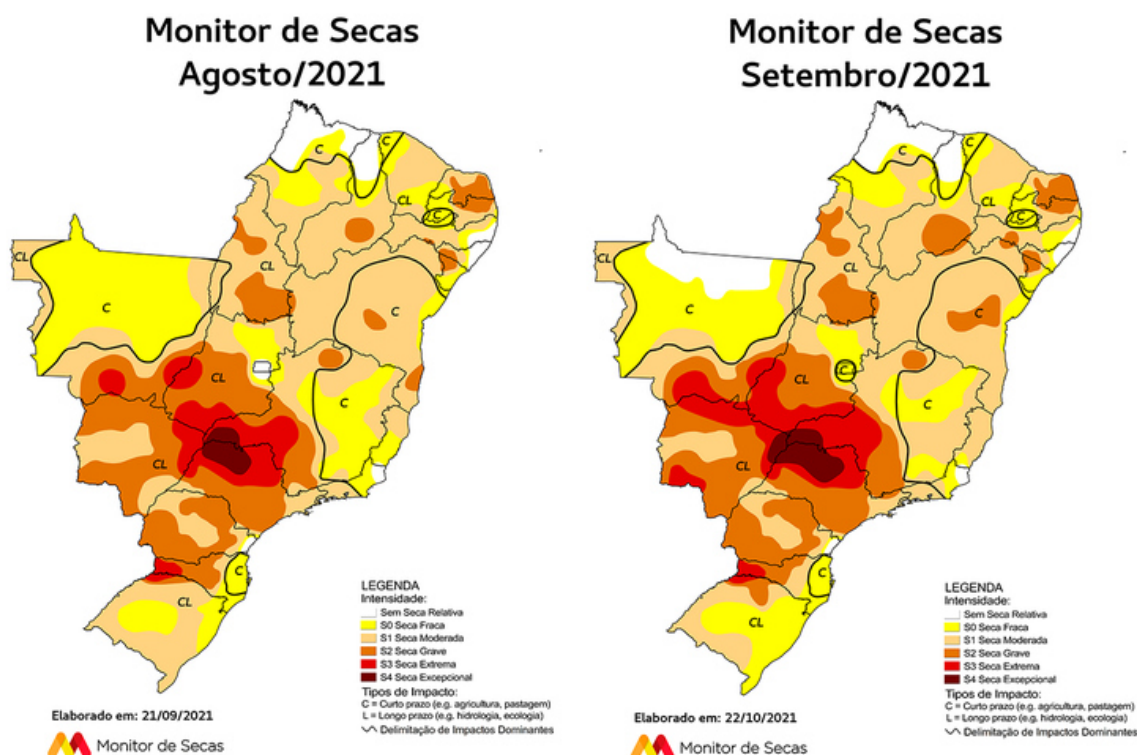 Monitor de Secas
Agosto/2021
CL
C
C
CL
C
CL
C
C
CL
C
CL
C
CL
LEGENDA
Intensidade:
Sem Seca Relativa
S0 Seca Fraca
S1 Seca Moderada
S2 Seca Grave
S3 Seca Extrema
S4 Seca Excepcional
Tipos de Impacto:
C = Curto prazo (e.g. agricultura, pastagem)
L = Longo prazo (e.g. hidrologia, ecologia)
Delimitação de Impactos Dominantes
Elaborado em: 21/09/2021
Monitor de Secas
Monitor de Secas
Setembro/2021
C
C
CL
C
CL
CL
C
C
C
CL
C
CL
C
CL
LEGENDA
Intensidade:
Sem Seca Relativa
S0 Seca Fraca
S1 Seca Moderada
S2 Seca Grave
S3 Seca Extrema
S4 Seca Excepcional
Tipos de Impacto:
C = Curto prazo (e.g. agricultura, pastagem)
L = Longo prazo (e.g. hidrologia, ecologia)
Delimitação de Impactos Dominantes
Elaborado em: 22/10/2021
Monitor de Secas